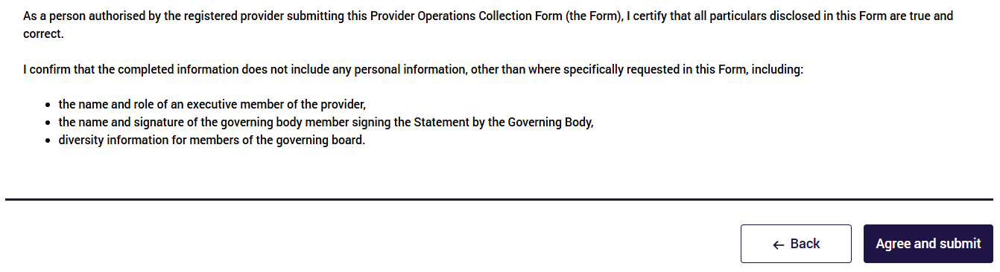 As a person authorised by the registered provider submitting this Provider Operations Collection Form (the Form), I certify that all particulars disclosed in this Form are true and
correct.
I confirm that the completed information does not include any personal information, other than where specifically requested in this Form, including:
• the name and role of an executive member of the provider,
• the name and signature of the governing body member signing the Statement by the Governing Body,
• diversity information for members of the governing board.
← Back
Agree and submit